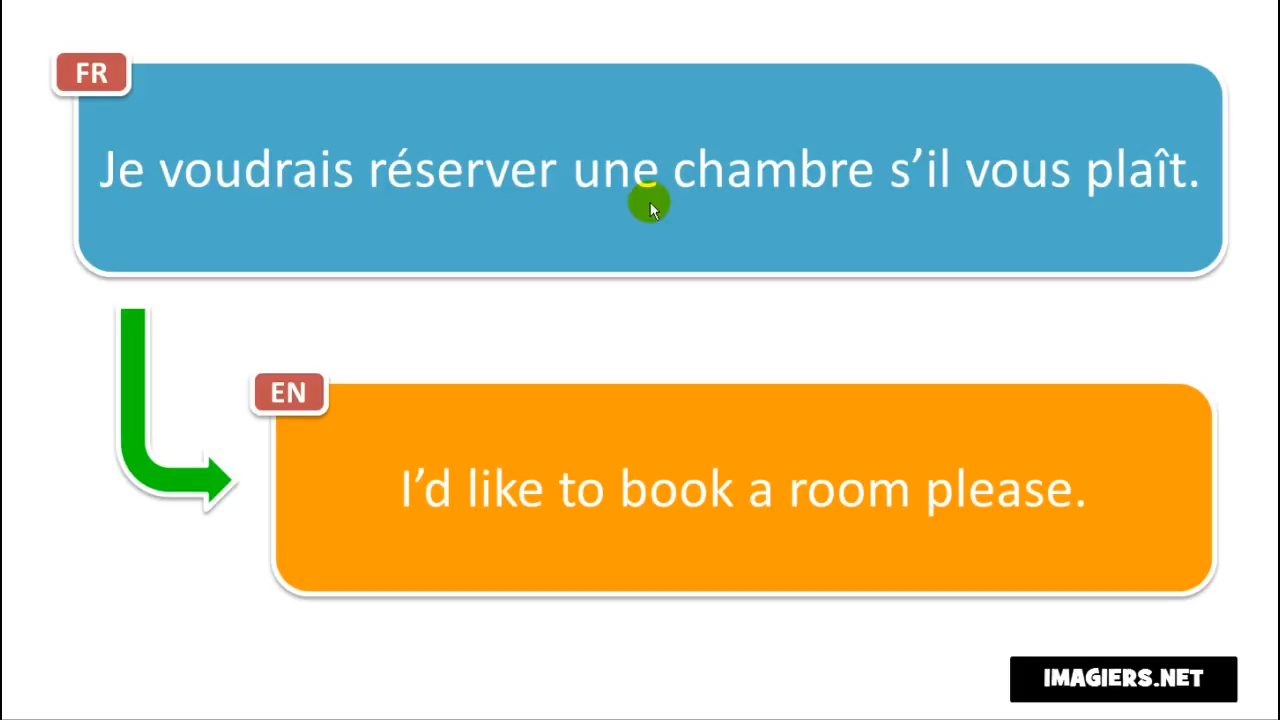 FR
Je voudrais réserver une chambre s’il vous plaît.
EN
I’d like to book a room please.
IMAGIERS.NET